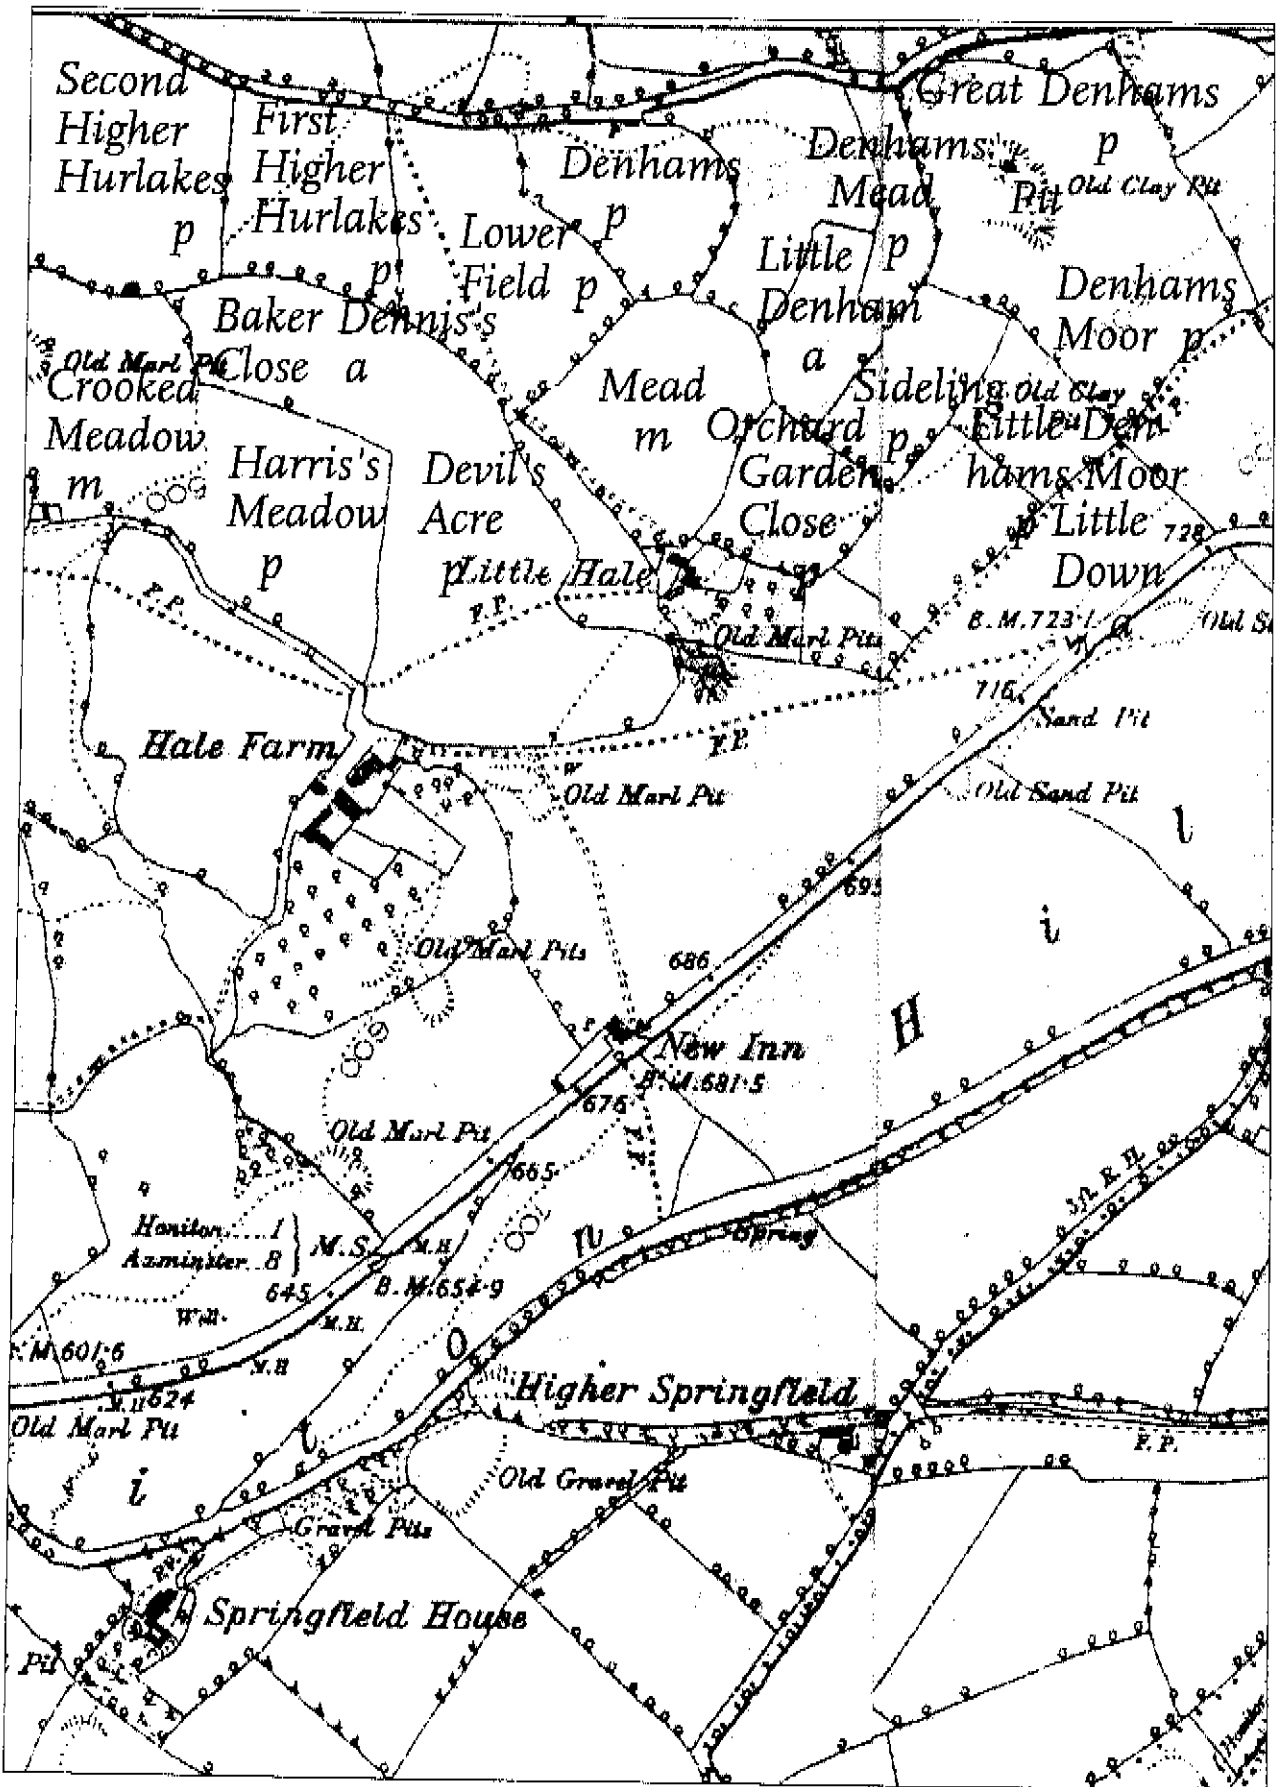 Second
Higher
Hurlakes
p
First
Higher
Hurlakes
p
Denhams
p
Lower
Field p
Denhams
Mead
p
Great Denhams
p
Pit
Old Clay Pit
Little
Denham
a
Denhams
Moor p
Baker Dennis's
Close a
Old Marl Pit
Crooked
Meadow
m
Harris's
Meadow
p
Devil's
Acre
p
Mead
m
Orchard
Garden
Close
p
Sideling
p
Old Clay
Pit
Little Den-
hams Moor
p
Little
Down
a
728
Little Hale
F.P.
F.P.
Old Marl Pits
B.M.723·1
Old S
716
Sand Pit
F.P.
Hale Farm
W
Old Marl Pit
Old Sand Pit
695
l
i
H
Old Marl Pits
686
New Inn
B.M.681·5
676
F.P.
Old Marl Pit
665
3ft R.H.
Honiton.....1
Axminster..8
M.S.
M.H.
B.M.654·9
645
Well
M.H.
n
Spring
M.601·6
M.H.
M.H.
624
o
Higher Springfield
Old Marl Pit
t
i
F.P.
Old Gravel Pit
Gravel Pits
Springfield House
Pit
Honiton